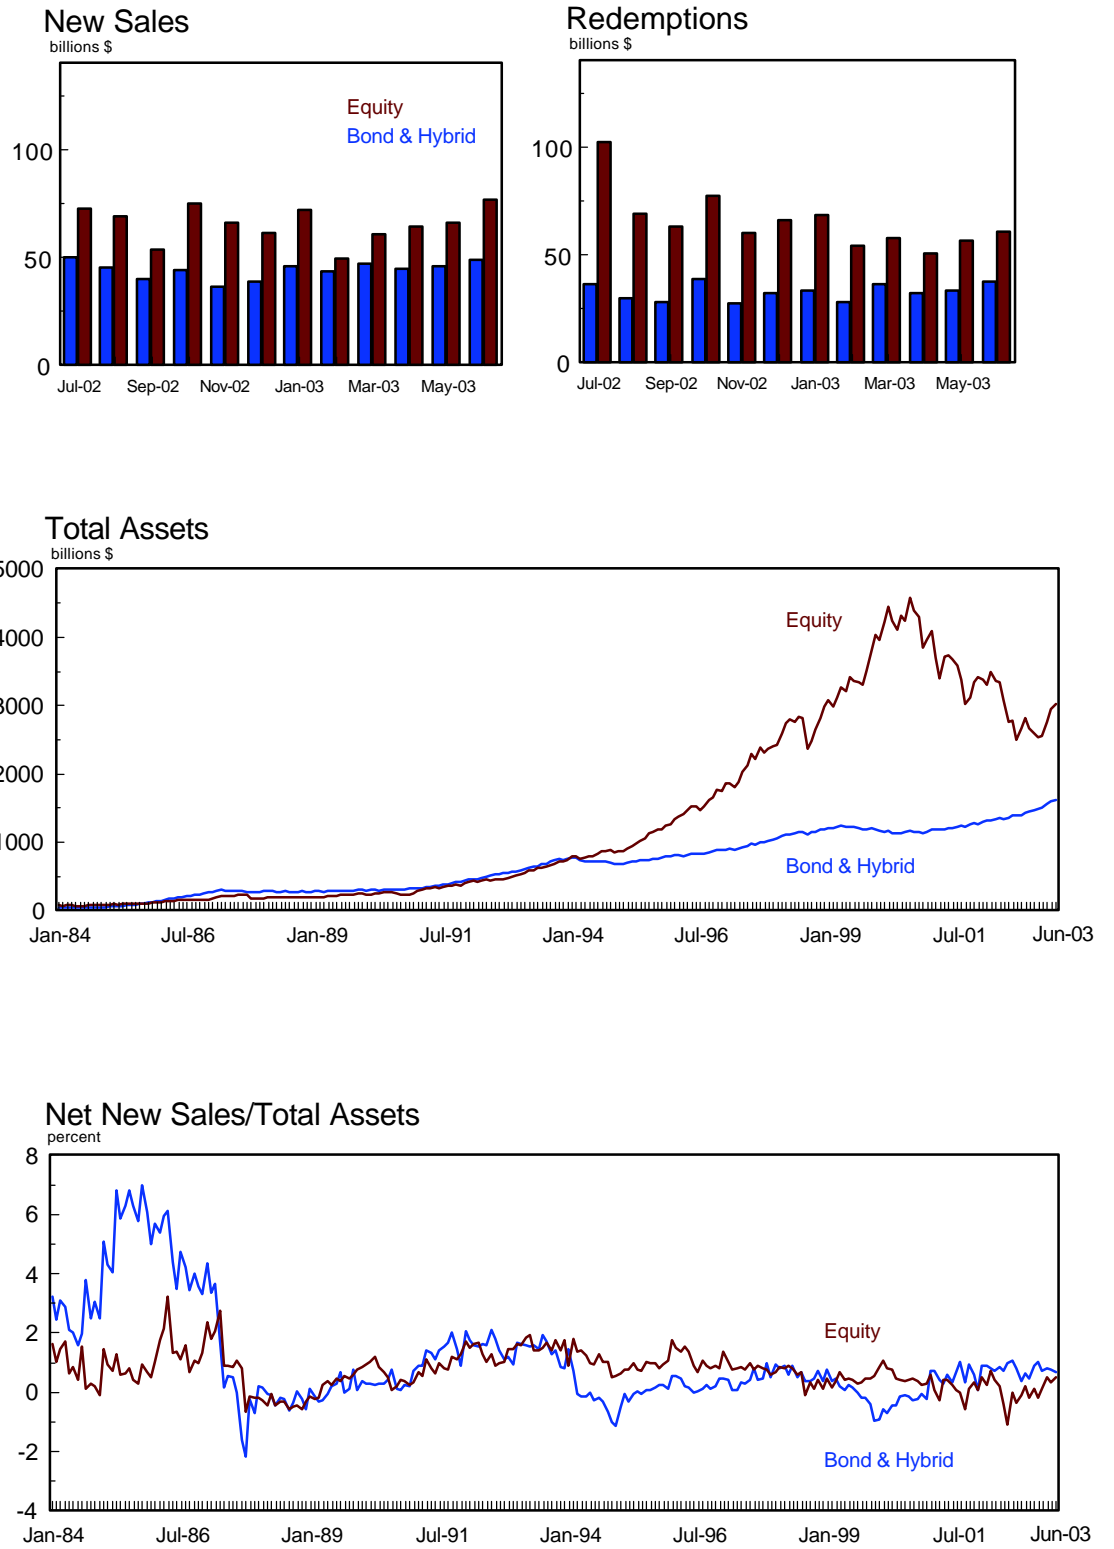 New Sales
billions $
Equity
Bond & Hybrid
100
50
0
Jul-02 Sep-02 Nov-02 Jan-03 Mar-03 May-03
Redemptions
billions $
100
50
0
Jul-02 Sep-02 Nov-02 Jan-03 Mar-03 May-03
Total Assets
billions $
5000
4000
3000
2000
1000
0
Equity
Bond & Hybrid
Jan-84 Jul-86 Jan-89 Jul-91 Jan-94 Jul-96 Jan-99 Jul-01 Jun-03
Net New Sales/Total Assets
percent
8
6
4
2
0
-2
-4
Equity
Bond & Hybrid
Jan-84 Jul-86 Jan-89 Jul-91 Jan-94 Jul-96 Jan-99 Jul-01 Jun-03